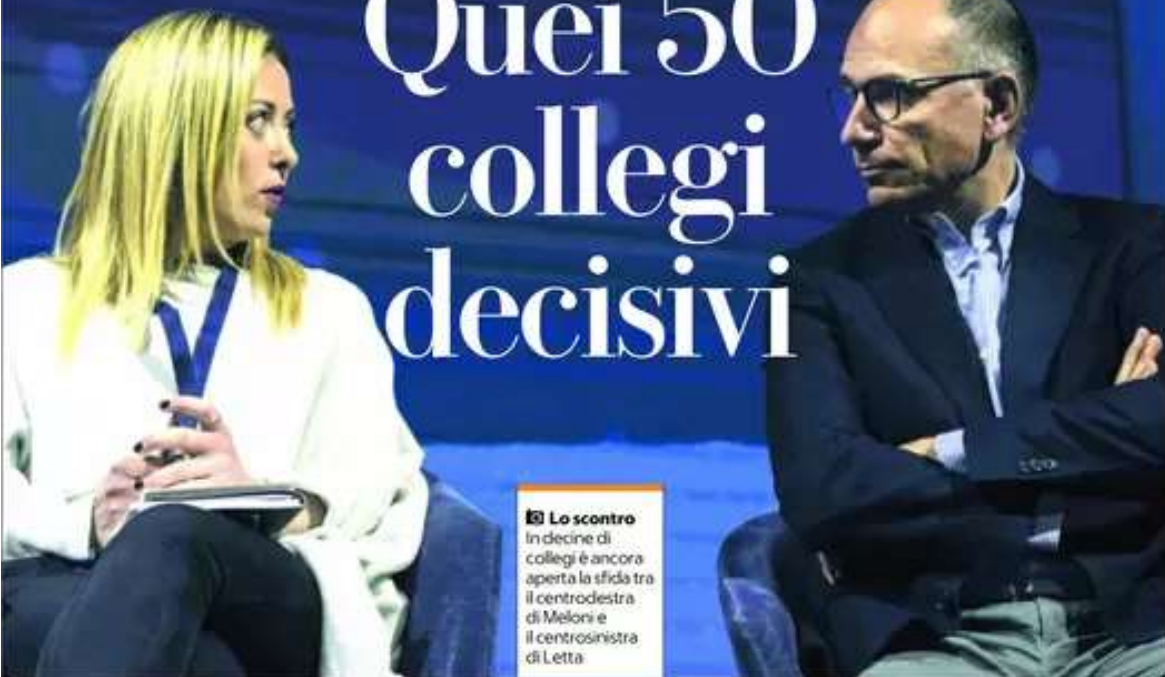 Quei 50
collegi
decisivi
Lo scontro
In decine di
collegi è ancora
aperta la sfida tra
il centrodestra
di Meloni e
il centrosinistra
di Letta